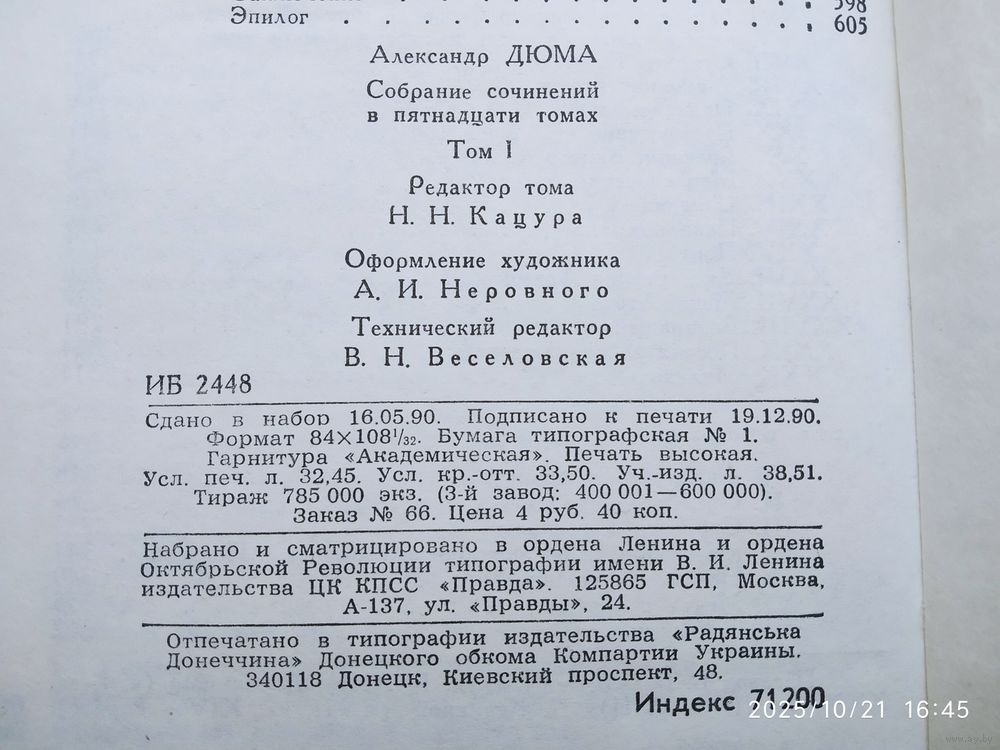 598
Эпилог . . . . . . . . . . . . . . 605
Александр ДЮМА
Собрание сочинений
в пятнадцати томах
Том I
Редактор тома
Н. Н. Кацура
Оформление художника
А. И. Неровного
Технический редактор
В. Н. Веселовская
ИБ 2448
Сдано в набор 16.05.90. Подписано к печати 19.12.90.
Формат 84×108¹/₃₂. Бумага типографская № 1.
Гарнитура «Академическая». Печать высокая.
Усл. печ. л. 32,45. Усл. кр.-отт. 33,50. Уч.-изд. л. 38,51.
Тираж 785 000 экз. (3-й завод: 400 001—600 000).
Заказ № 66. Цена 4 руб. 40 коп.
Набрано и сматрицировано в ордена Ленина и ордена
Октябрьской Революции типографии имени В. И. Ленина
издательства ЦК КПСС «Правда». 125865 ГСП, Москва,
А-137, ул. «Правды», 24.
Отпечатано в типографии издательства «Радянська
Донеччина» Донецкого обкома Компартии Украины.
340118 Донецк, Киевский проспект, 48.
Индекс 71200
2025/10/21 16:45
www.ay.by